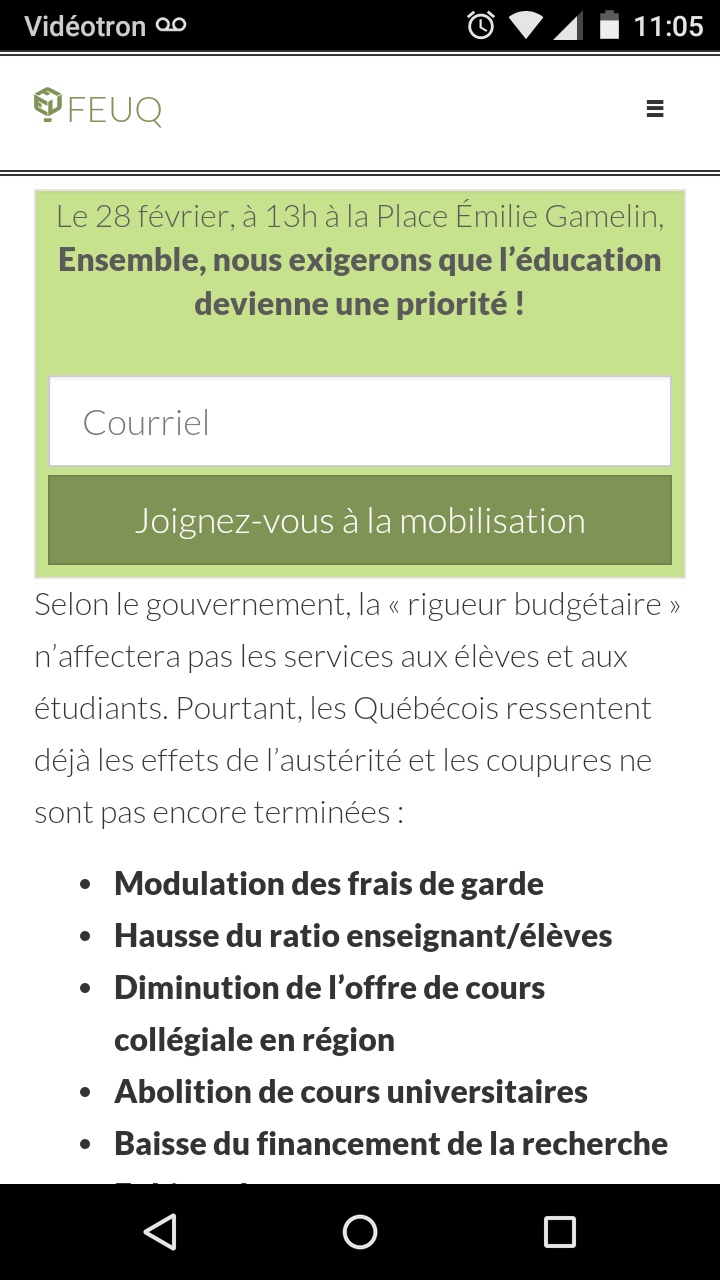 Vidéotron
11:05
FEUQ
Le 28 février, à 13h à la Place Émilie Gamelin,
Ensemble, nous exigerons que l’éducation
devienne une priorité !
Courriel
Joignez-vous à la mobilisation
Selon le gouvernement, la « rigueur budgétaire »
n’affectera pas les services aux élèves et aux
étudiants. Pourtant, les Québécois ressentent
déjà les effets de l’austérité et les coupures ne
sont pas encore terminées :
• Modulation des frais de garde
• Hausse du ratio enseignant/élèves
• Diminution de l’offre de cours
collégiale en région
• Abolition de cours universitaires
• Baisse du financement de la recherche